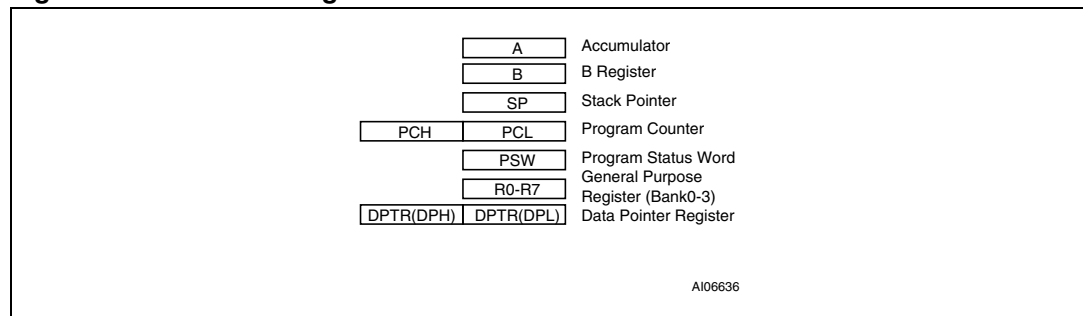 A Accumulator
B B Register
SP Stack Pointer
PCH PCL Program Counter
PSW Program Status Word
R0-R7 General Purpose
Register (Bank0-3)
DPTR(DPH) DPTR(DPL) Data Pointer Register
AI06636